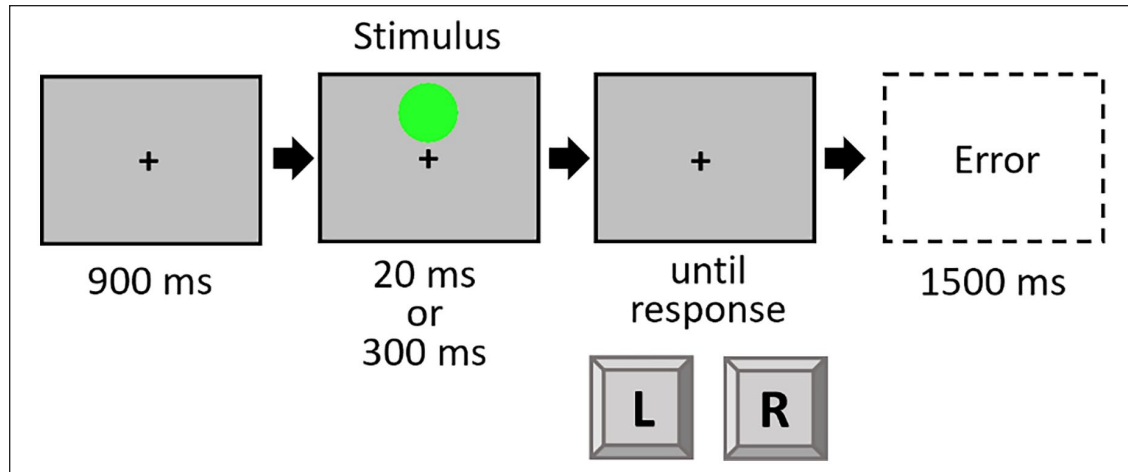 Stimulus
+
+
+
Error
900 ms
20 ms
or
300 ms
until
response
1500 ms
L
R